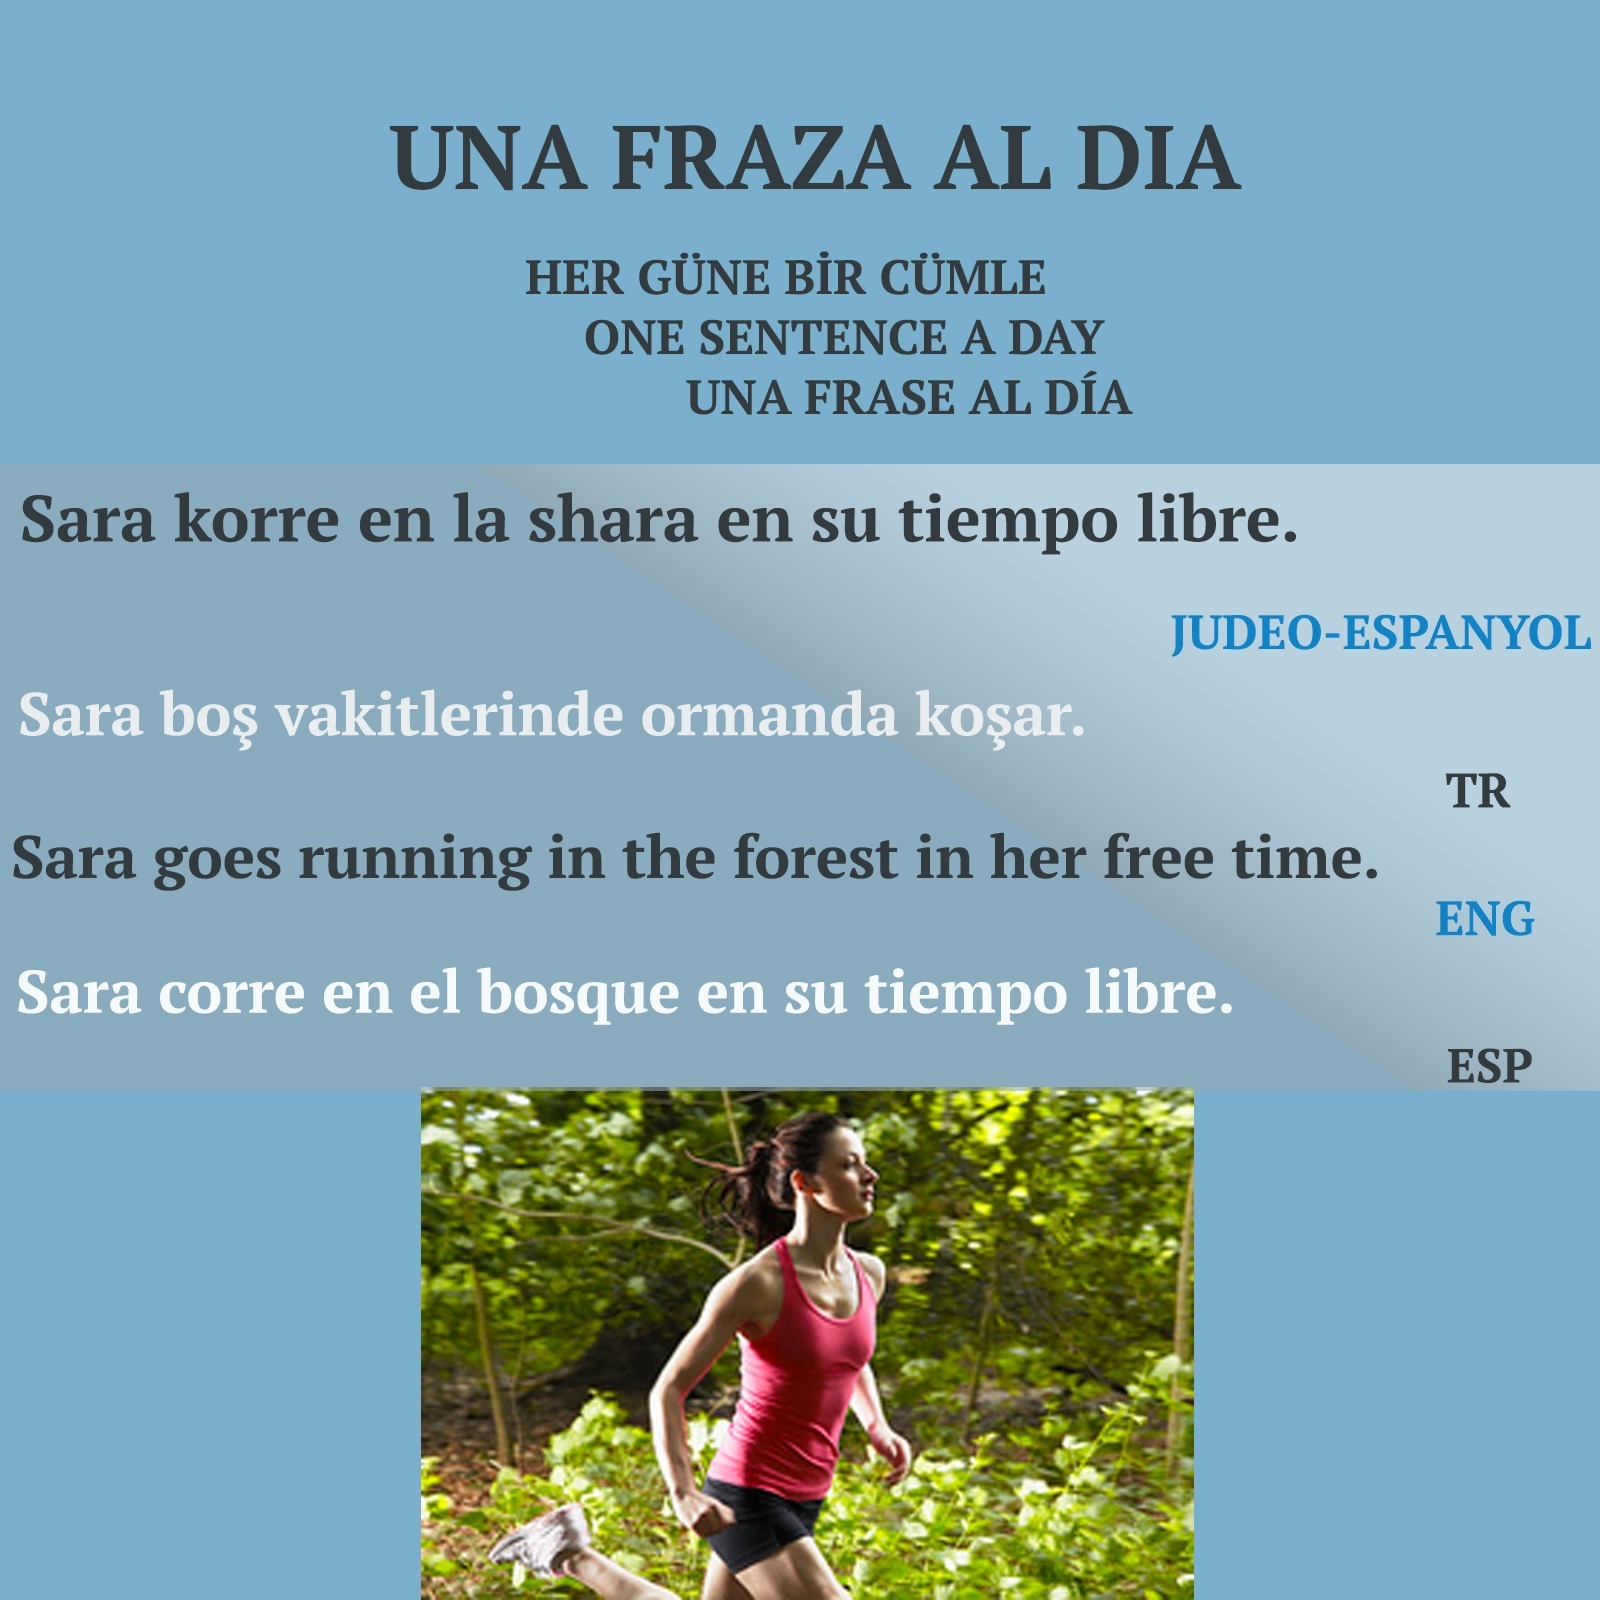 UNA FRAZA AL DIA
HER GÜNE BİR CÜMLE
ONE SENTENCE A DAY
UNA FRASE AL DÍA
Sara korre en la shara en su tiempo libre.
JUDEO-ESPANYOL
Sara boş vakitlerinde ormanda koşar.
TR
Sara goes running in the forest in her free time.
ENG
Sara corre en el bosque en su tiempo libre.
ESP